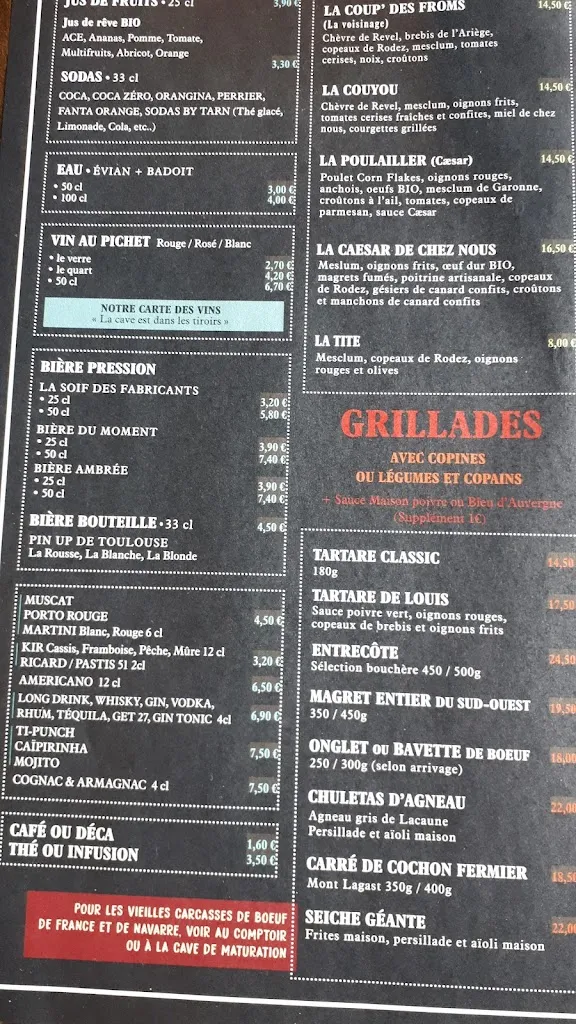 JUS DE FRUITS • 25 cl 3,90 €
Jus de rêve BIO
ACE, Ananas, Pomme, Tomate,
Multifruits, Abricot, Orange
3,30 €
SODAS • 33 cl
COCA, COCA ZÉRO, ORANGINA, PERRIER,
FANTA ORANGE, SODAS BY TARN (Thé glacé,
Limonade, Cola, etc..)
EAU • ÉVIAN + BADOIT
• 50 cl 3,00 €
• 100 cl 4,00 €
VIN AU PICHET Rouge / Rosé / Blanc
• le verre 2,70 €
• le quart 4,20 €
• 50 cl 6,70 €
NOTRE CARTE DES VINS
« La cave est dans les tiroirs »
BIÈRE PRESSION
LA SOIF DES FABRICANTS
• 25 cl 3,20 €
• 50 cl 5,80 €
BIÈRE DU MOMENT
• 25 cl 3,90 €
• 50 cl 7,40 €
BIÈRE AMBRÉE
• 25 cl 3,90 €
• 50 cl 7,40 €
BIÈRE BOUTEILLE • 33 cl 4,50 €
PIN UP DE TOULOUSE
La Rousse, La Blanche, La Blonde
MUSCAT
PORTO ROUGE 4,50 €
MARTINI Blanc, Rouge 6 cl
KIR Cassis, Framboise, Pêche, Mûre 12 cl
RICARD / PASTIS 51 2cl 3,20 €
AMERICANO 12 cl 6,50 €
LONG DRINK, WHISKY, GIN, VODKA,
RHUM, TÉQUILA, GET 27, GIN TONIC 4cl 6,90 €
TI-PUNCH
CAÏPIRINHA 7,50 €
MOJITO
COGNAC & ARMAGNAC 4 cl 7,50 €
CAFÉ OU DÉCA 1,60 €
THÉ OU INFUSION 3,50 €
POUR LES VIEILLES CARCASSES DE BOEUF
DE FRANCE ET DE NAVARRE, VOIR AU COMPTOIR
OU À LA CAVE DE MATURATION
LA COUP' DES FROMS 14,50 €
(La voisinage)
Chèvre de Revel, brebis de l'Ariège,
copeaux de Rodez, mesclum, tomates
cerises, noix, croûtons
LA COUYOU 14,50 €
Chèvre de Revel, mesclum, oignons frits,
tomates cerises fraîches et confites, miel de chez
nous, courgettes grillées
LA POULAILLER (Cæsar) 14,50 €
Poulet Corn Flakes, oignons rouges,
anchois, oeufs BIO, mesclum de Garonne,
croûtons à l'ail, tomates, copeaux de
parmesan, sauce Cæsar
LA CAESAR DE CHEZ NOUS 16,50 €
Meslum, oignons frits, œuf dur BIO,
magrets fumés, poitrine artisanale, copeaux
de Rodez, gésiers de canard confits, croûtons
et manchons de canard confits
LA TITE 8,00 €
Mesclum, copeaux de Rodez, oignons
rouges et olives
GRILLADES
AVEC COPINES
OU LÉGUMES ET COPAINS
+ Sauce Maison poivre ou Bleu d'Auvergne
(Supplément 1€)
TARTARE CLASSIC 14,50
180g
TARTARE DE LOUIS 17,50
Sauce poivre vert, oignons rouges,
copeaux de brebis et oignons frits
ENTRECÔTE 24,50
Sélection bouchère 450 / 500g
MAGRET ENTIER DU SUD-OUEST 19,50
350 / 450g
ONGLET OU BAVETTE DE BOEUF 18,00
250 / 300g (selon arrivage)
CHULETAS D'AGNEAU 22,00
Agneau gris de Lacaune
Persillade et aïoli maison
CARRÉ DE COCHON FERMIER 18,50
Mont Lagast 350g / 400g
SEICHE GÉANTE 22,00
Frites maison, persillade et aïoli maison